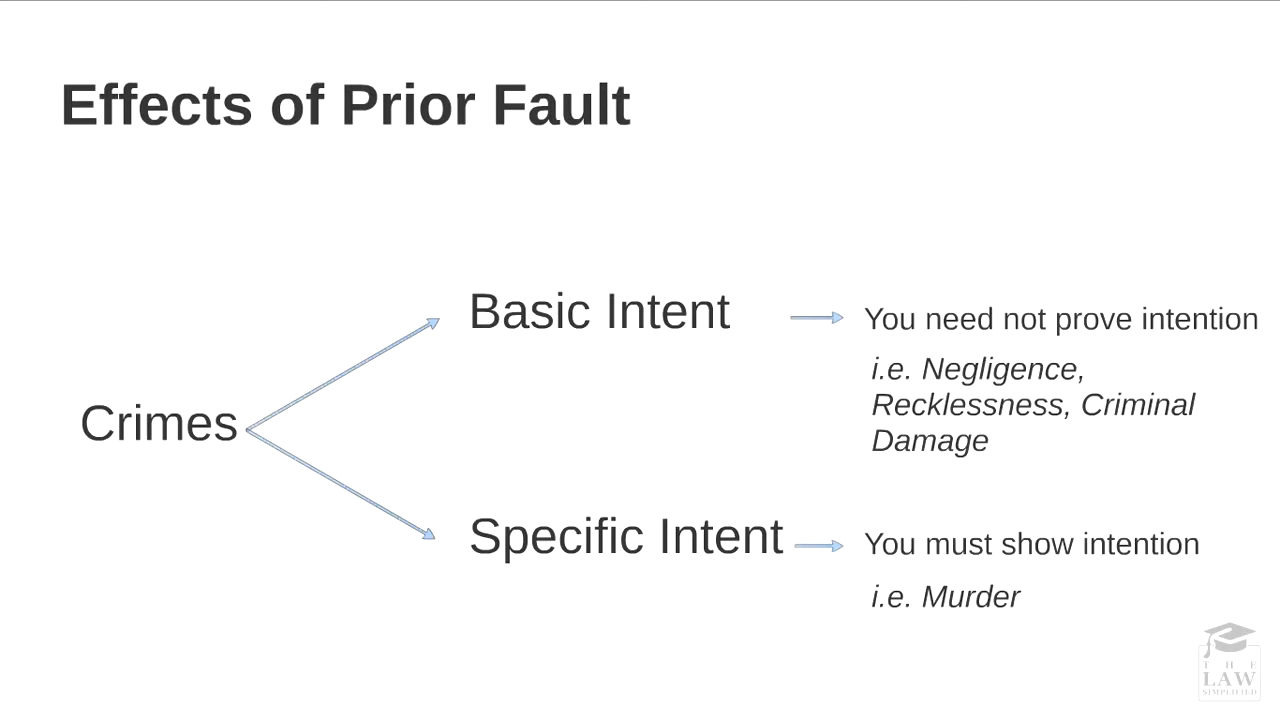 Effects of Prior Fault
Basic Intent
You need not prove intention
i.e. Negligence,
Recklessness, Criminal
Damage
Crimes
Specific Intent
You must show intention
i.e. Murder
THE
LAW
SIMPLIFIED